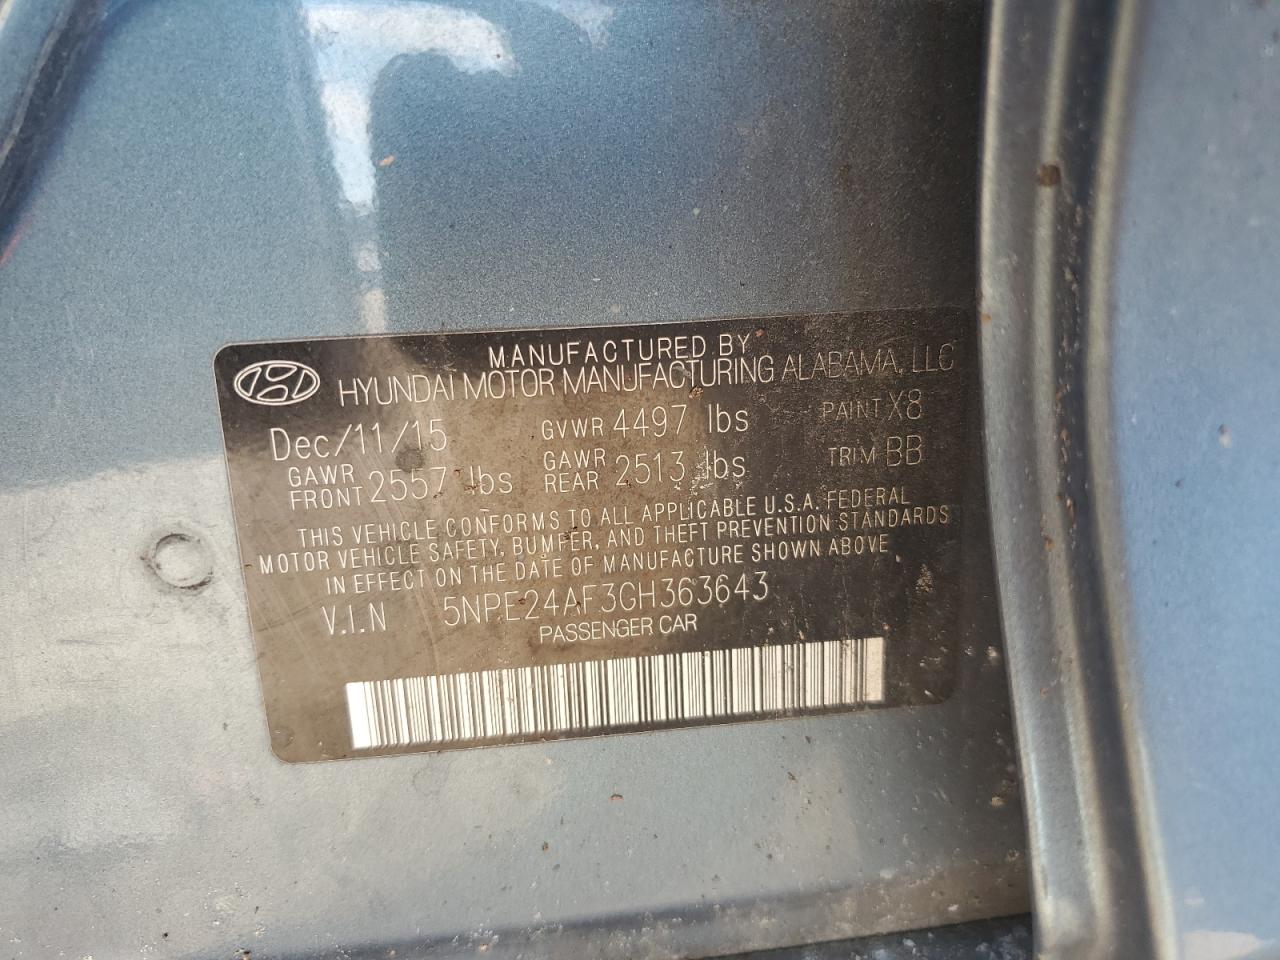 MANUFACTURED BY
HYUNDAI MOTOR MANUFACTURING ALABAMA, LLC
Dec/11/15 GVWR 4497 lbs PAINT X8
GAWR FRONT 2557 lbs GAWR REAR 2513 lbs TRIM BB
THIS VEHICLE CONFORMS TO ALL APPLICABLE U.S.A. FEDERAL
MOTOR VEHICLE SAFETY, BUMPER, AND THEFT PREVENTION STANDARDS
IN EFFECT ON THE DATE OF MANUFACTURE SHOWN ABOVE
V.I.N 5NPE24AF3GH363643
PASSENGER CAR